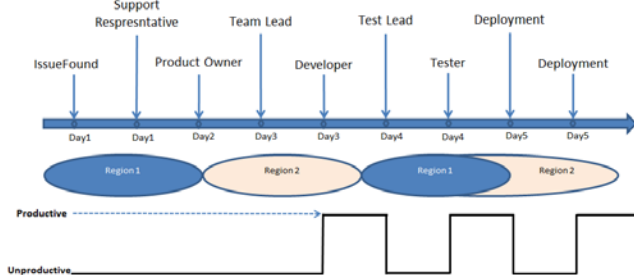 Support
Respresntative
Team Lead
Test Lead
Deployment
IssueFound
Product Owner
Developer
Tester
Deployment
Day1
Day1
Day2
Day3
Day3
Day4
Day4
Day5
Day5
Region 1
Region 2
Region 1
Region 2
Productive
Unproductive